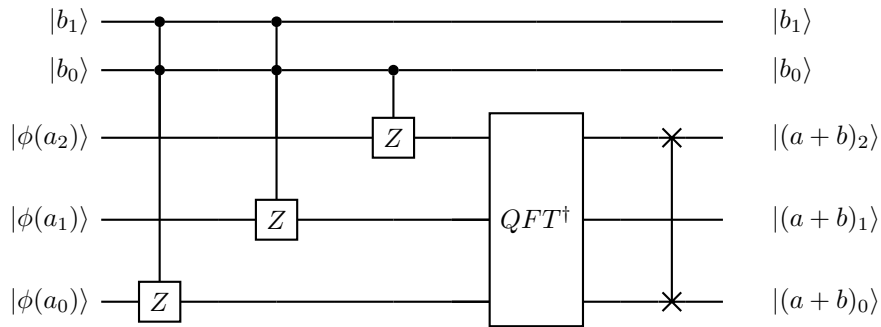 |b₁⟩ |b₁⟩
|b₀⟩ |b₀⟩
|ϕ(a₂)⟩ Z |(a + b)₂⟩
|ϕ(a₁)⟩ Z QFT† |(a + b)₁⟩
|ϕ(a₀)⟩ Z |(a + b)₀⟩